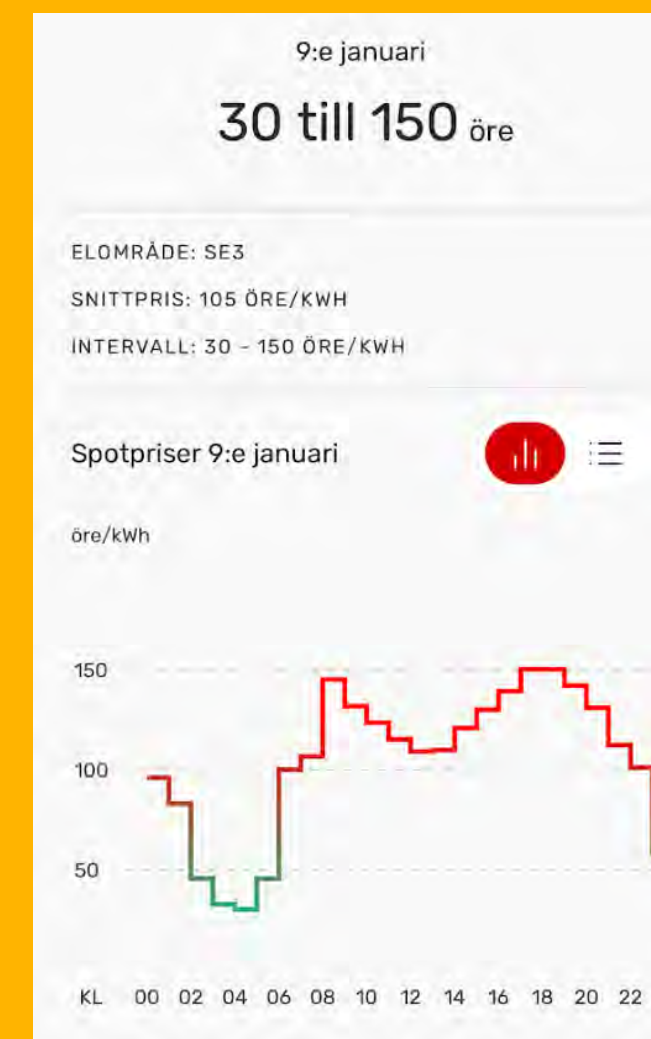 9:e januari
30 till 150 öre
ELOMRÅDE: SE3
SNITTPRIS: 105 ÖRE/KWH
INTERVALL: 30 – 150 ÖRE/KWH
Spotpriser 9:e januari
öre/kWh
150
100
50
KL 00 02 04 06 08 10 12 14 16 18 20 22